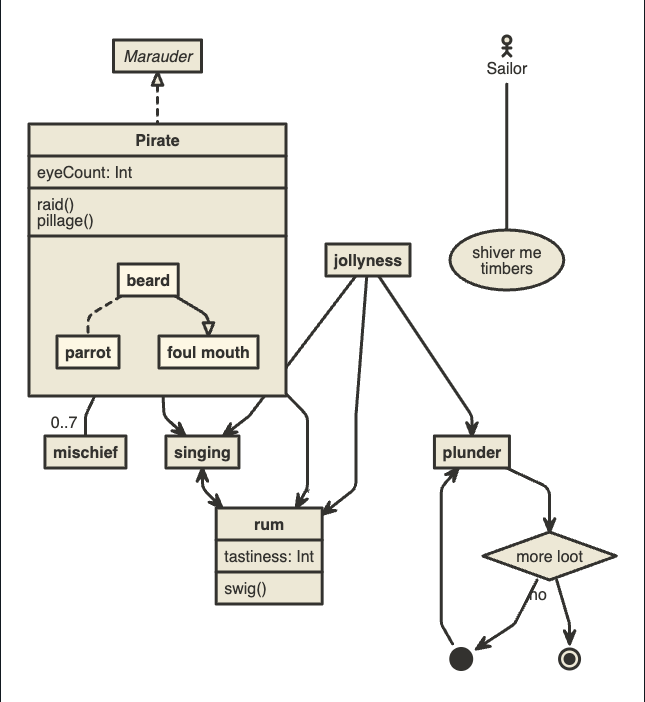 Marauder
Sailor
Pirate
eyeCount: Int
raid()
pillage()
shiver me
timbers
jollyness
beard
parrot
foul mouth
0..7
mischief
singing
plunder
rum
tastiness: Int
swig()
more loot
no